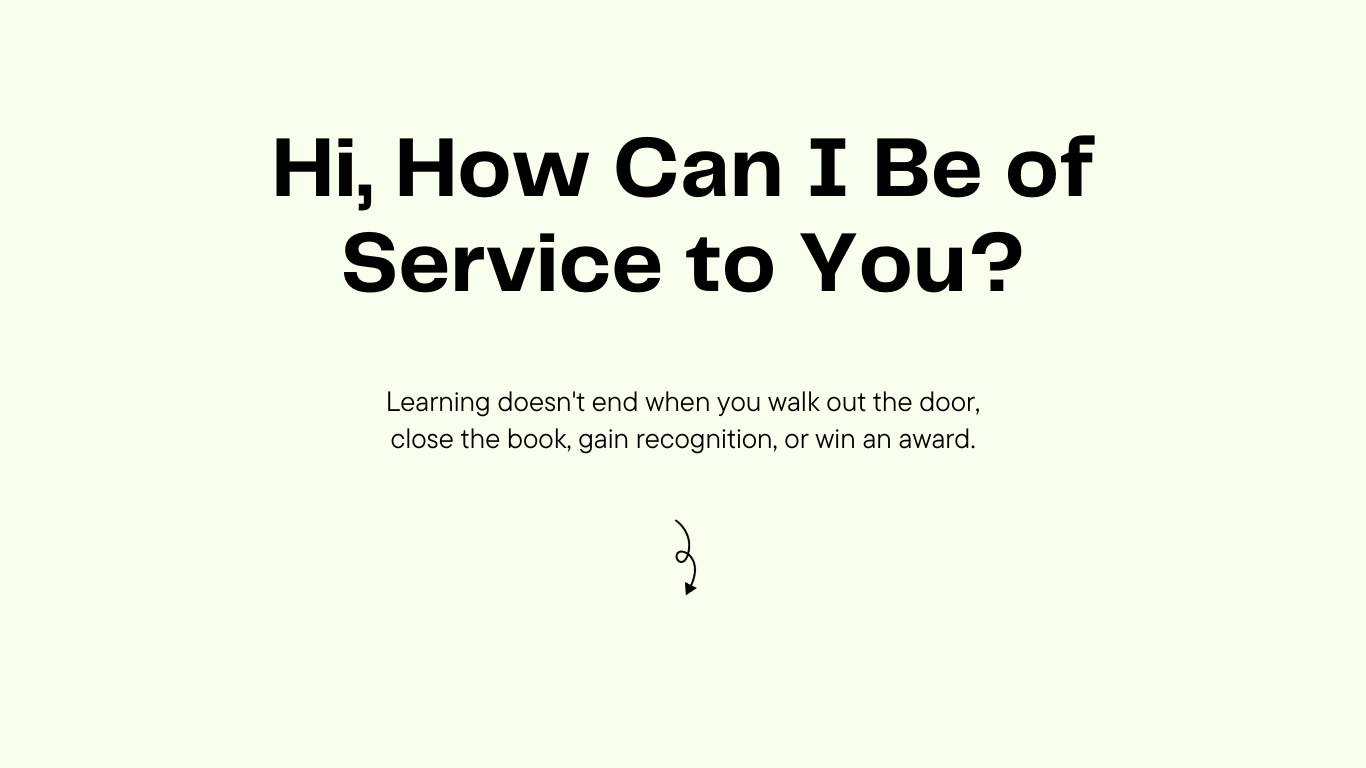 Hi, How Can I Be of
Service to You?
Learning doesn't end when you walk out the door,
close the book, gain recognition, or win an award.